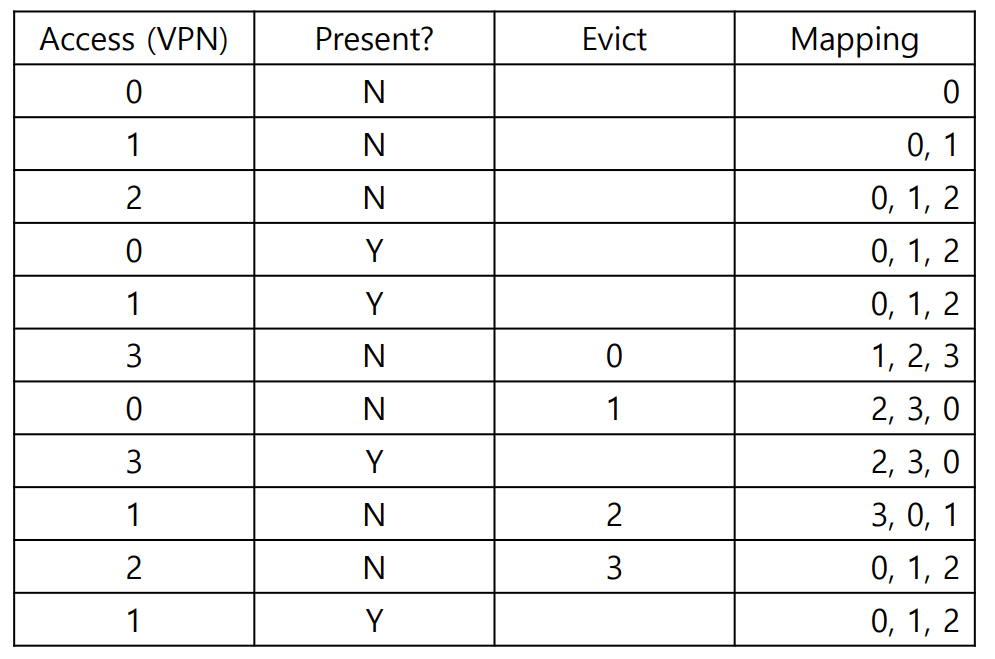 Access (VPN) Present? Evict Mapping
0 N 0
1 N 0, 1
2 N 0, 1, 2
0 Y 0, 1, 2
1 Y 0, 1, 2
3 N 0 1, 2, 3
0 N 1 2, 3, 0
3 Y 2, 3, 0
1 N 2 3, 0, 1
2 N 3 0, 1, 2
1 Y 0, 1, 2